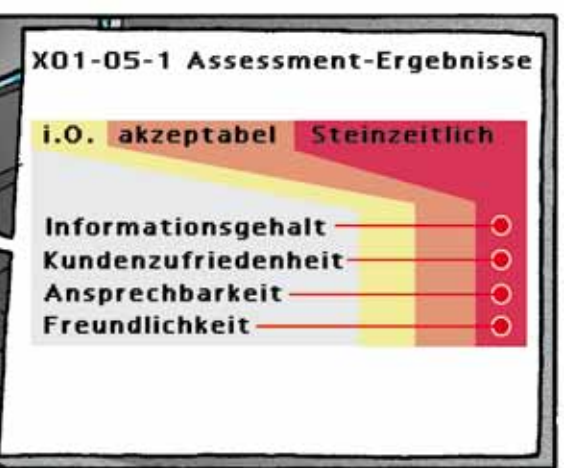 X01-05-1 Assessment-Ergebnisse
i.O. akzeptabel Steinzeitlich
Informationsgehalt
Kundenzufriedenheit
Ansprechbarkeit
Freundlichkeit